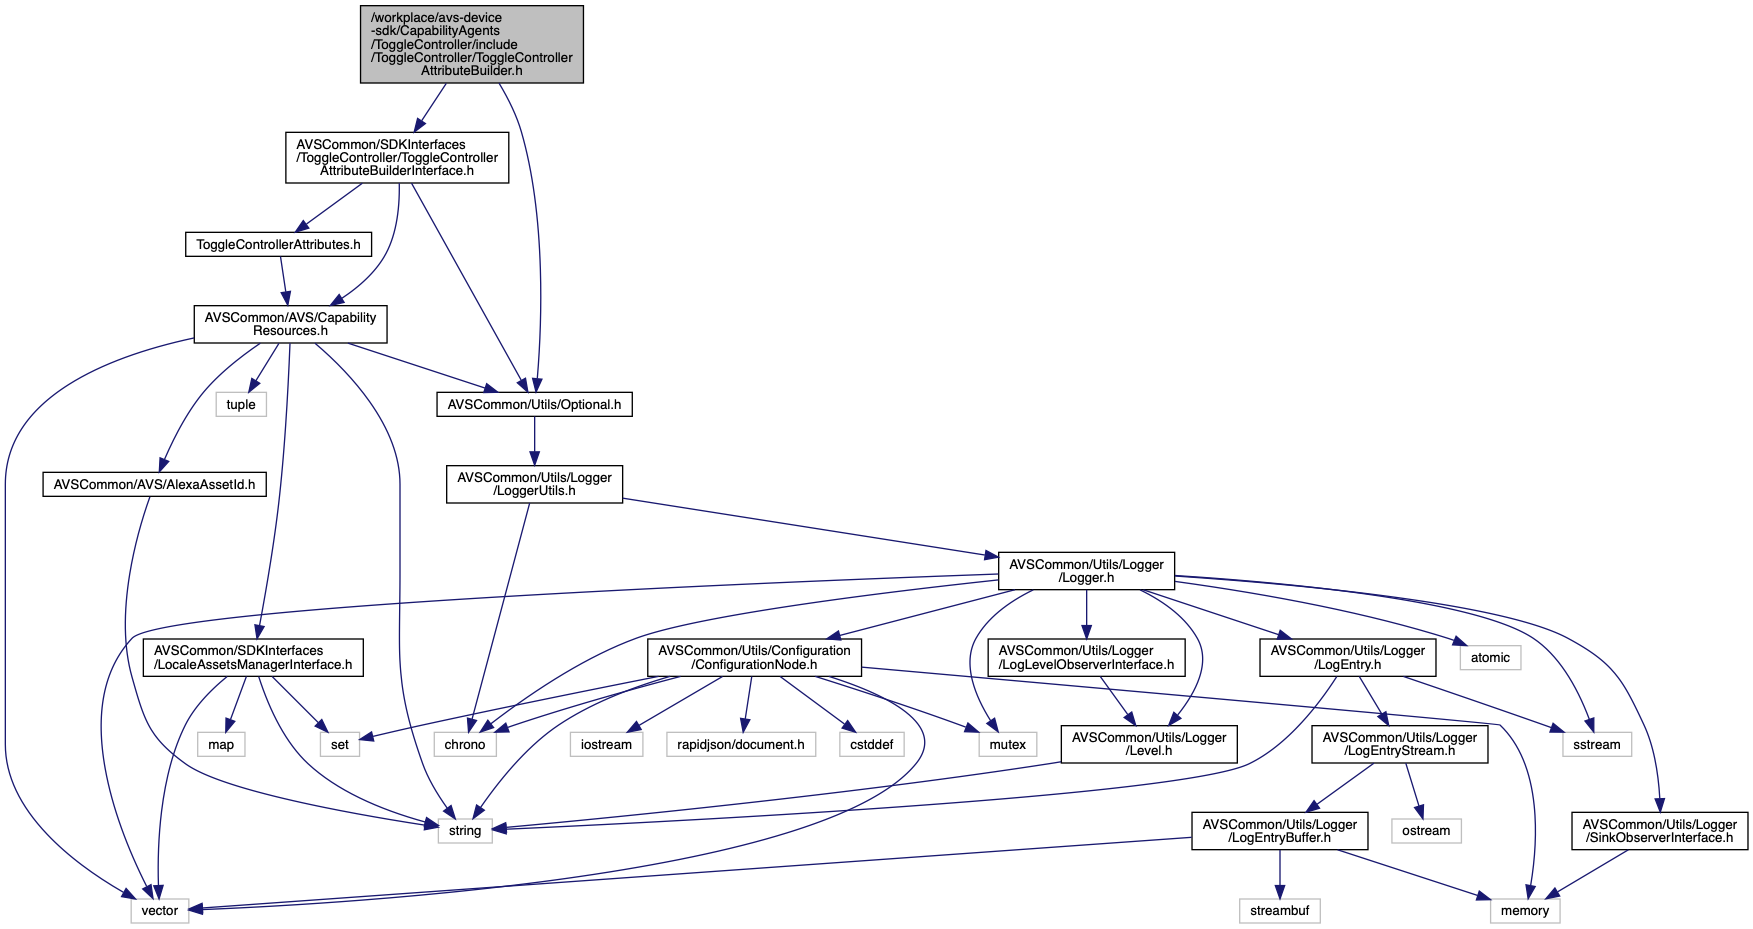 /workplace/avs-device
-sdk/CapabilityAgents
/ToggleController/include
/ToggleController/ToggleController
AttributeBuilder.h
AVSCommon/SDKInterfaces
/ToggleController/ToggleController
AttributeBuilderInterface.h
ToggleControllerAttributes.h
AVSCommon/AVS/Capability
Resources.h
tuple
AVSCommon/Utils/Optional.h
AVSCommon/AVS/AlexaAssetId.h
AVSCommon/Utils/Logger
/LoggerUtils.h
AVSCommon/Utils/Logger
/Logger.h
AVSCommon/SDKInterfaces
/LocaleAssetsManagerInterface.h
AVSCommon/Utils/Configuration
/ConfigurationNode.h
AVSCommon/Utils/Logger
/LogLevelObserverInterface.h
AVSCommon/Utils/Logger
/LogEntry.h
atomic
map
set
chrono
iostream
rapidjson/document.h
cstddef
mutex
AVSCommon/Utils/Logger
/Level.h
AVSCommon/Utils/Logger
/LogEntryStream.h
sstream
string
AVSCommon/Utils/Logger
/LogEntryBuffer.h
ostream
AVSCommon/Utils/Logger
/SinkObserverInterface.h
vector
streambuf
memory